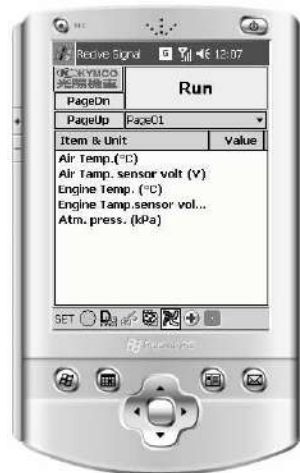 Recive Signal G 12:07
KYMCO
光陽機車
Run
PageDn
PageUp Page01
Item & Unit Value
Air Temp.(°C)
Air Tamp. sensor volt (V)
Engine Temp. (°C)
Engine Tamp.sensor vol...
Atm. press. (kPa)
SET